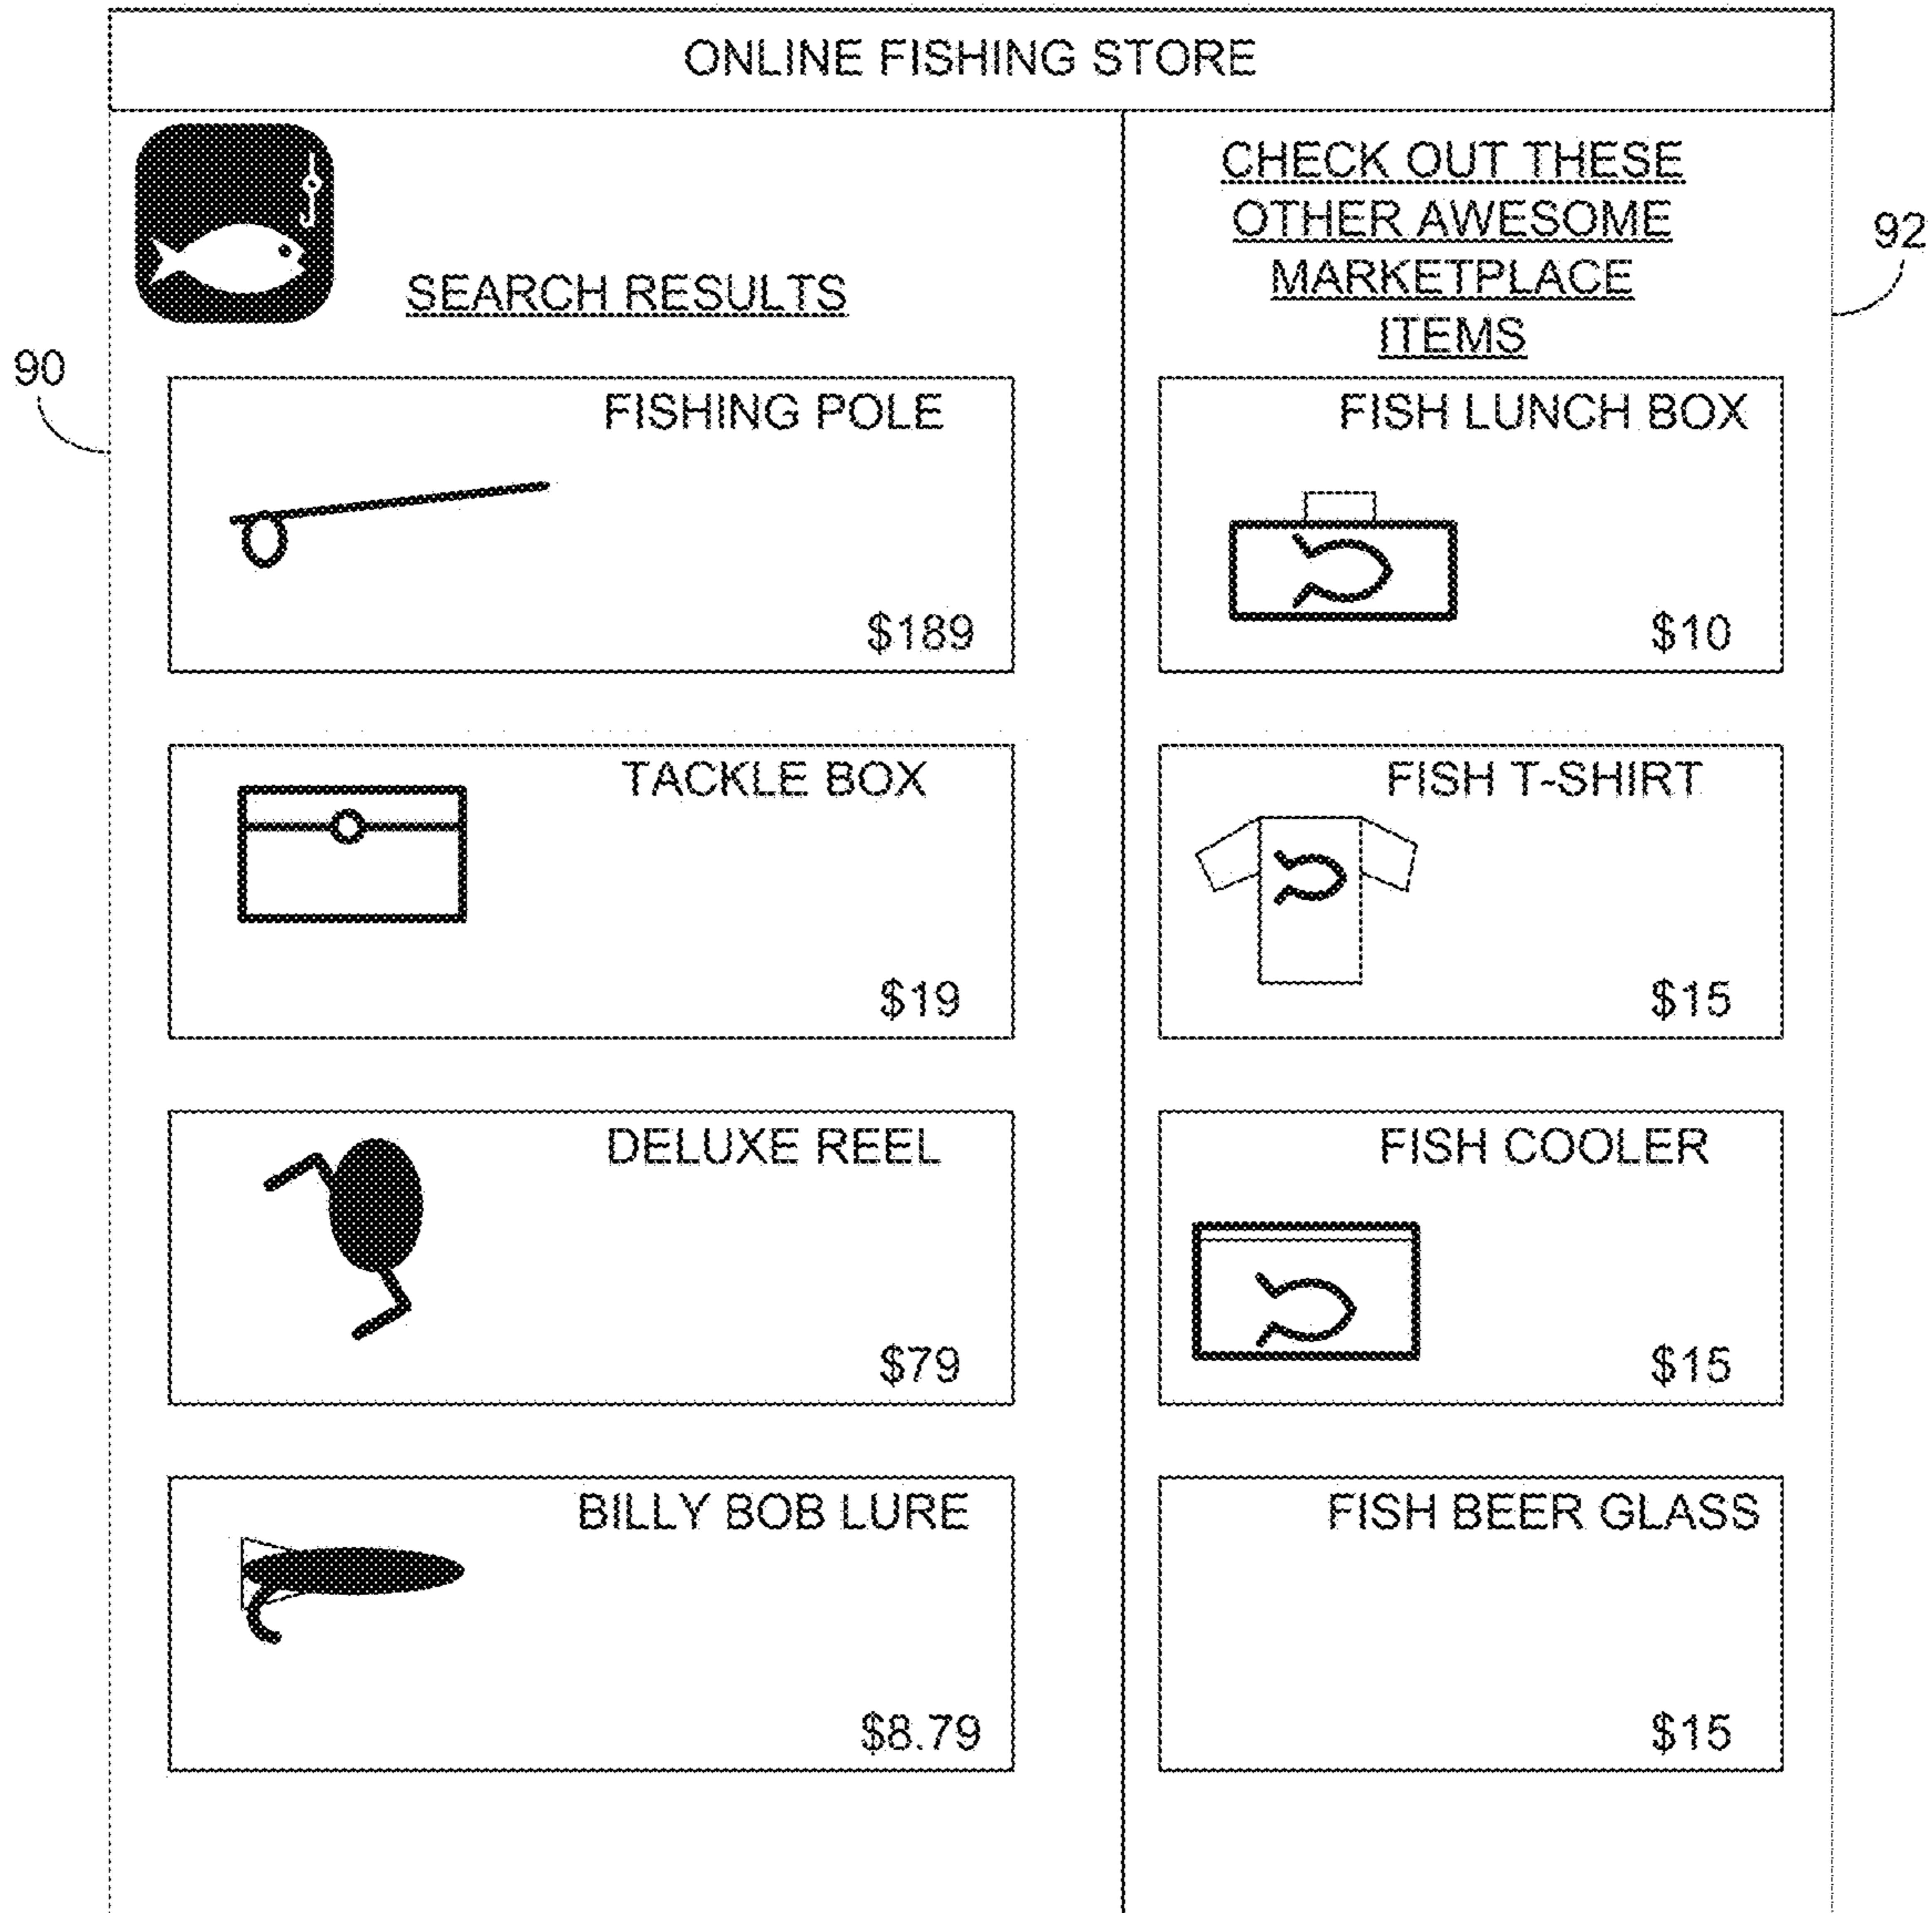 ONLINE FISHING STORE
SEARCH RESULTS
90
FISHING POLE
$189
TACKLE BOX
$19
DELUXE REEL
$79
BILLY BOB LURE
$8.79
CHECK OUT THESE
OTHER AWESOME
MARKETPLACE
ITEMS
92
FISH LUNCH BOX
$10
FISH T-SHIRT
$15
FISH COOLER
$15
FISH BEER GLASS
$15